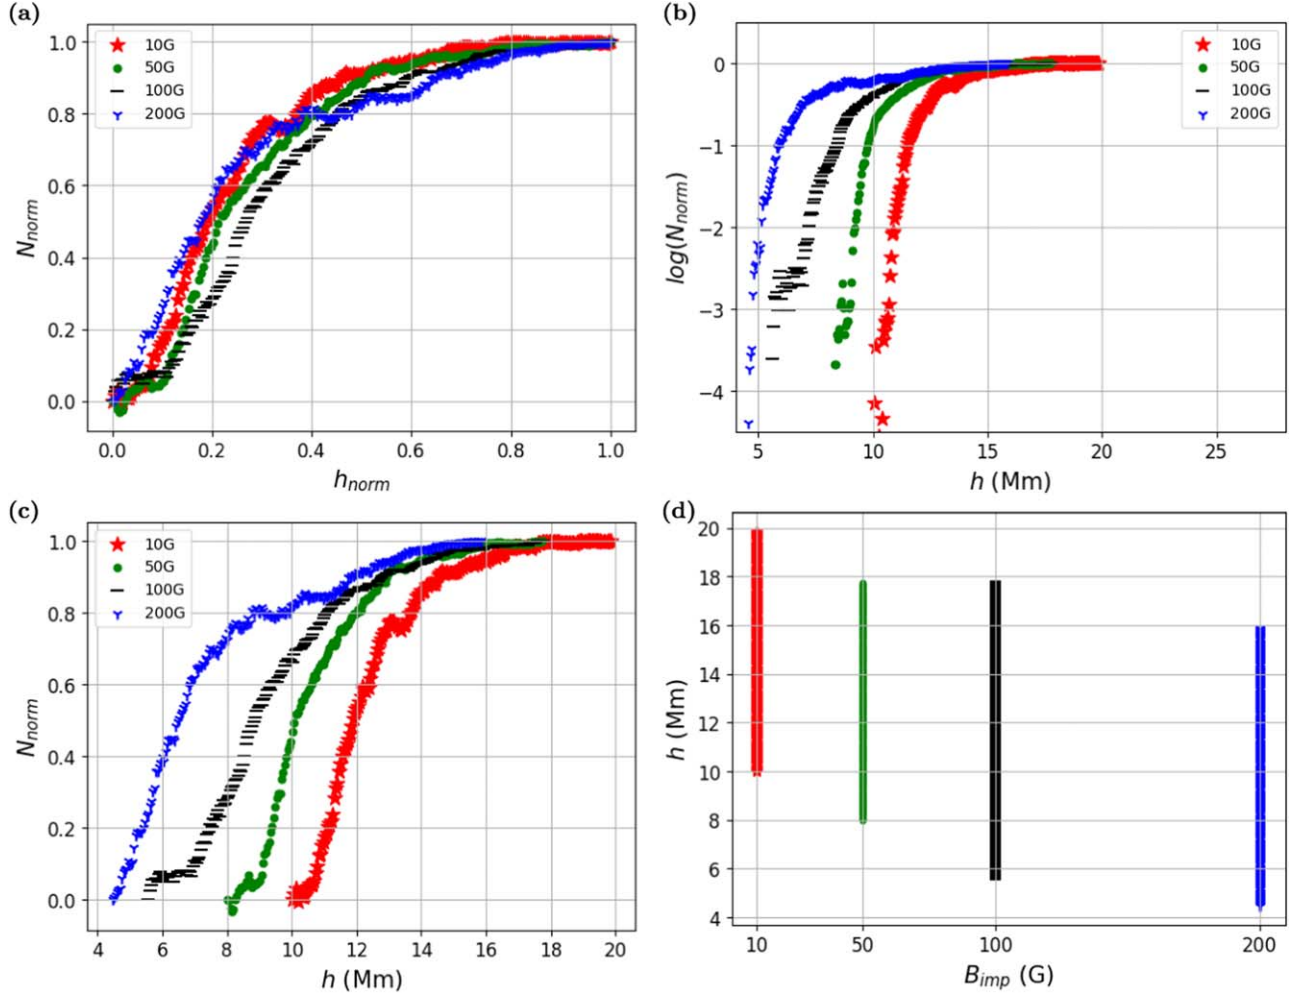 (a)
10G
50G
100G
200G
1.0
0.8
0.6
0.4
0.2
0.0
N_norm
0.0 0.2 0.4 0.6 0.8 1.0
h_norm
(b)
10G
50G
100G
200G
0
−1
−2
−3
−4
log(N_norm)
5 10 15 20 25
h (Mm)
(c)
10G
50G
100G
200G
1.0
0.8
0.6
0.4
0.2
0.0
N_norm
4 6 8 10 12 14 16 18 20
h (Mm)
(d)
20
18
16
14
12
10
8
6
4
h (Mm)
10 50 100 200
B_imp (G)